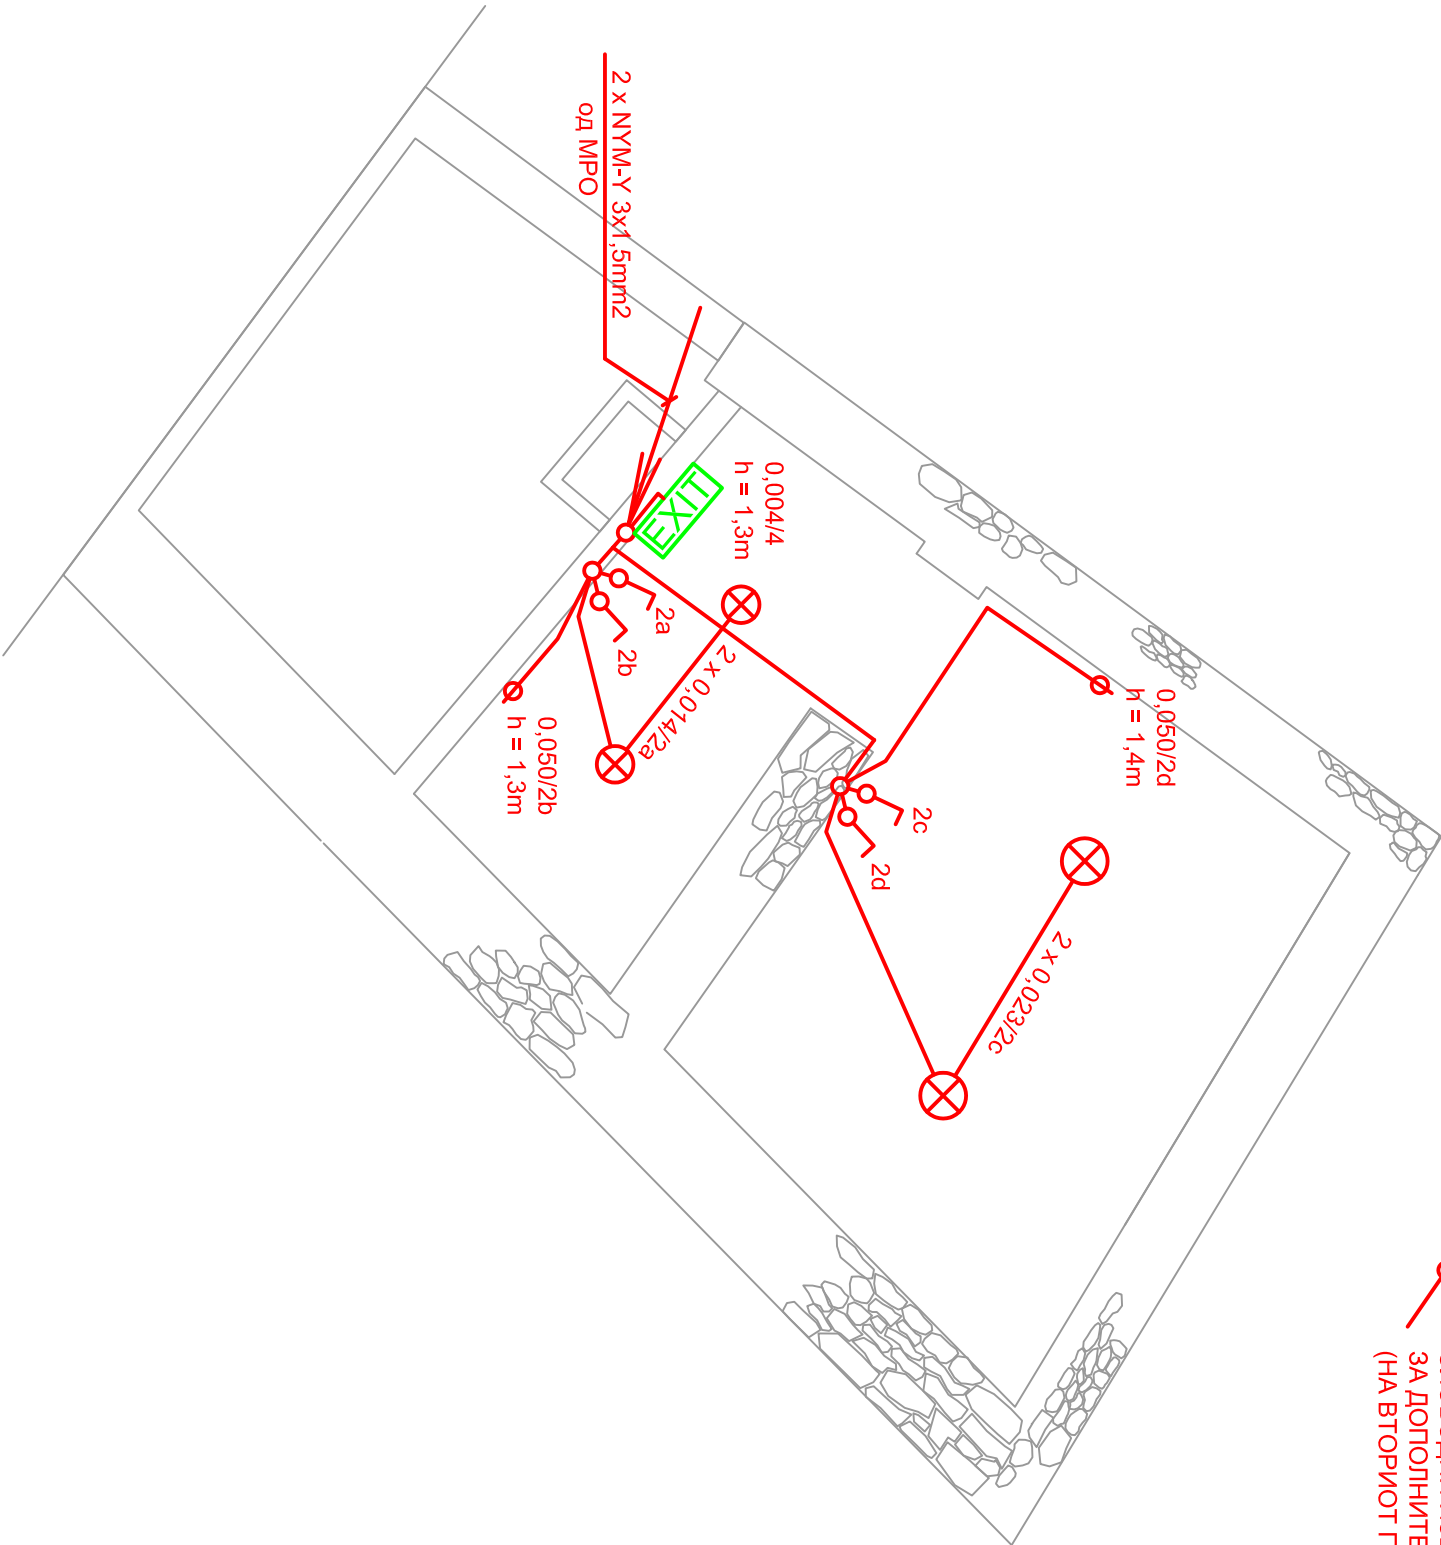 2 x NYM-Y 3x1,5mm2
од МРО
EXIT
0,004/4
h = 1,3m
2a
2b
2 x 0,014/2a
0,050/2b
h = 1,3m
0,050/2d
h = 1,4m
2c
2d
2 x 0,023/2c
ЗА ДОПОЛНИТЕ
(НА ВТОРИОТ Г